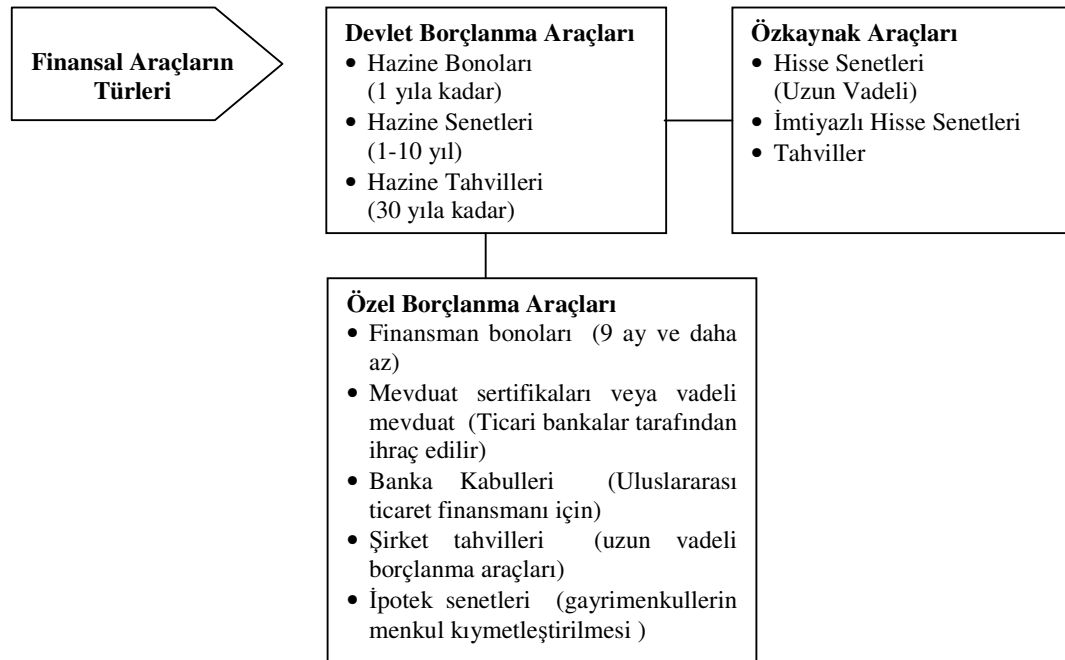 Finansal Araçların
Türleri
Devlet Borçlanma Araçları
• Hazine Bonoları
(1 yıla kadar)
• Hazine Senetleri
(1-10 yıl)
• Hazine Tahvilleri
(30 yıla kadar)
Özkaynak Araçları
• Hisse Senetleri
(Uzun Vadeli)
• İmtiyazlı Hisse Senetleri
• Tahviller
Özel Borçlanma Araçları
• Finansman bonoları (9 ay ve daha
az)
• Mevduat sertifikaları veya vadeli
mevduat (Ticari bankalar tarafından
ihraç edilir)
• Banka Kabulleri (Uluslararası
ticaret finansmanı için)
• Şirket tahvilleri (uzun vadeli
borçlanma araçları)
• İpotek senetleri (gayrimenkullerin
menkul kıymetleştirilmesi )